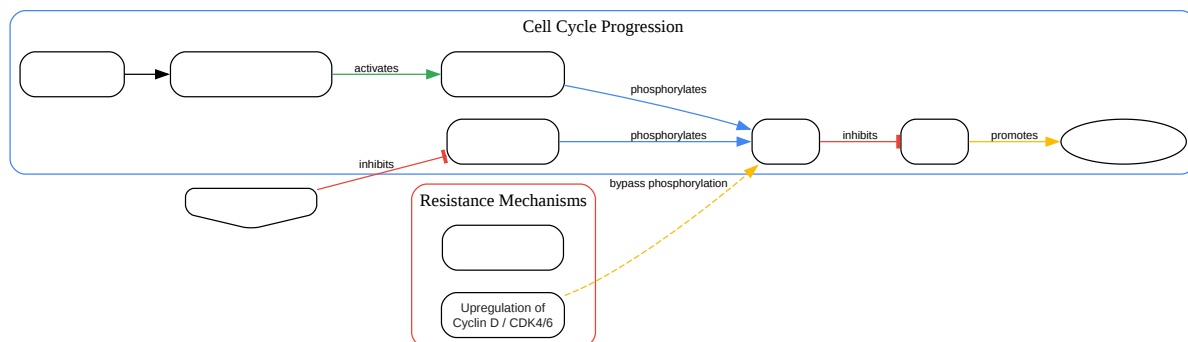 Cell Cycle Progression
activates
phosphorylates
phosphorylates
inhibits
promotes
inhibits
bypass phosphorylation
Resistance Mechanisms
Upregulation of
Cyclin D / CDK4/6